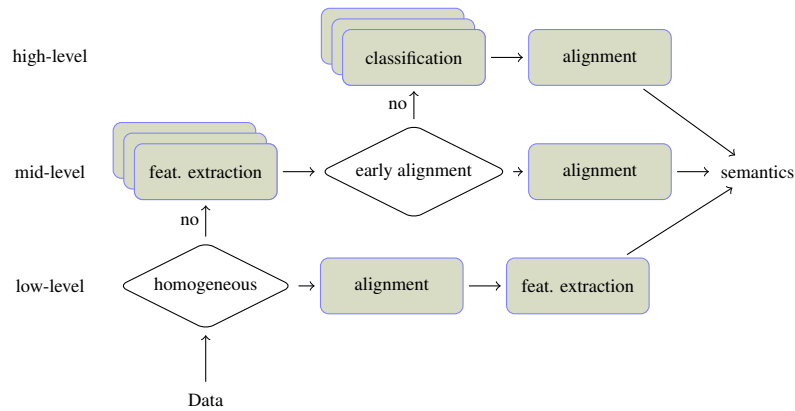 high-level
classification
alignment
no
mid-level
feat. extraction
early alignment
alignment
semantics
no
low-level
homogeneous
alignment
feat. extraction
Data